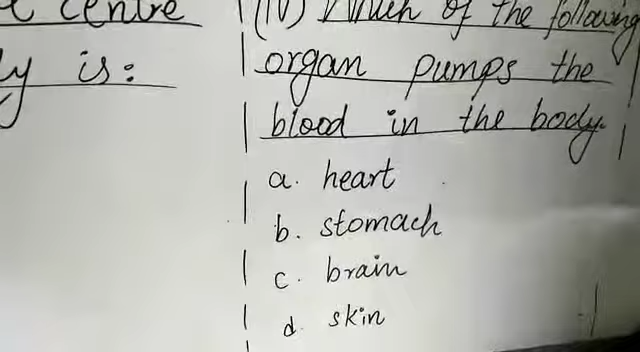 centre
y is:
(iv) Which of the following
organ pumps the
blood in the body.
a. heart
b. stomach
c. brain
d. skin